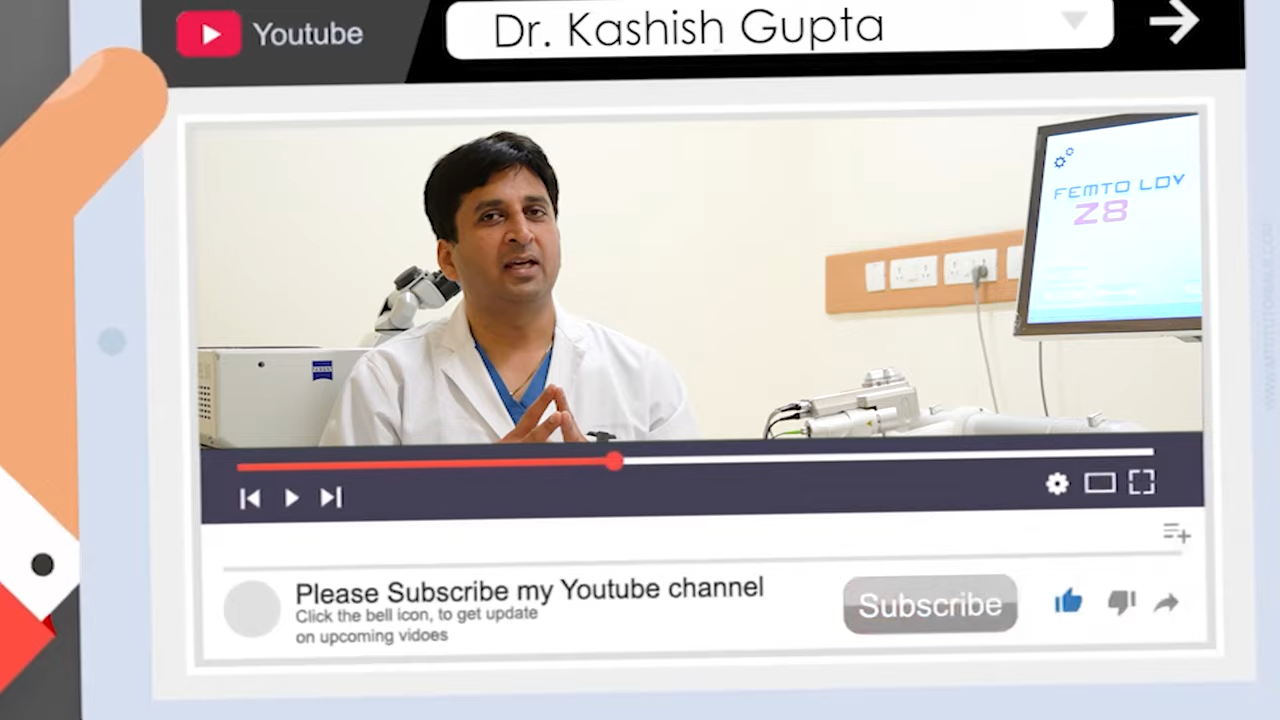 Youtube
Dr. Kashish Gupta
FEMTO LDV
Z8
Please Subscribe my Youtube channel
Click the bell icon, to get update
on upcoming vidoes
Subscribe